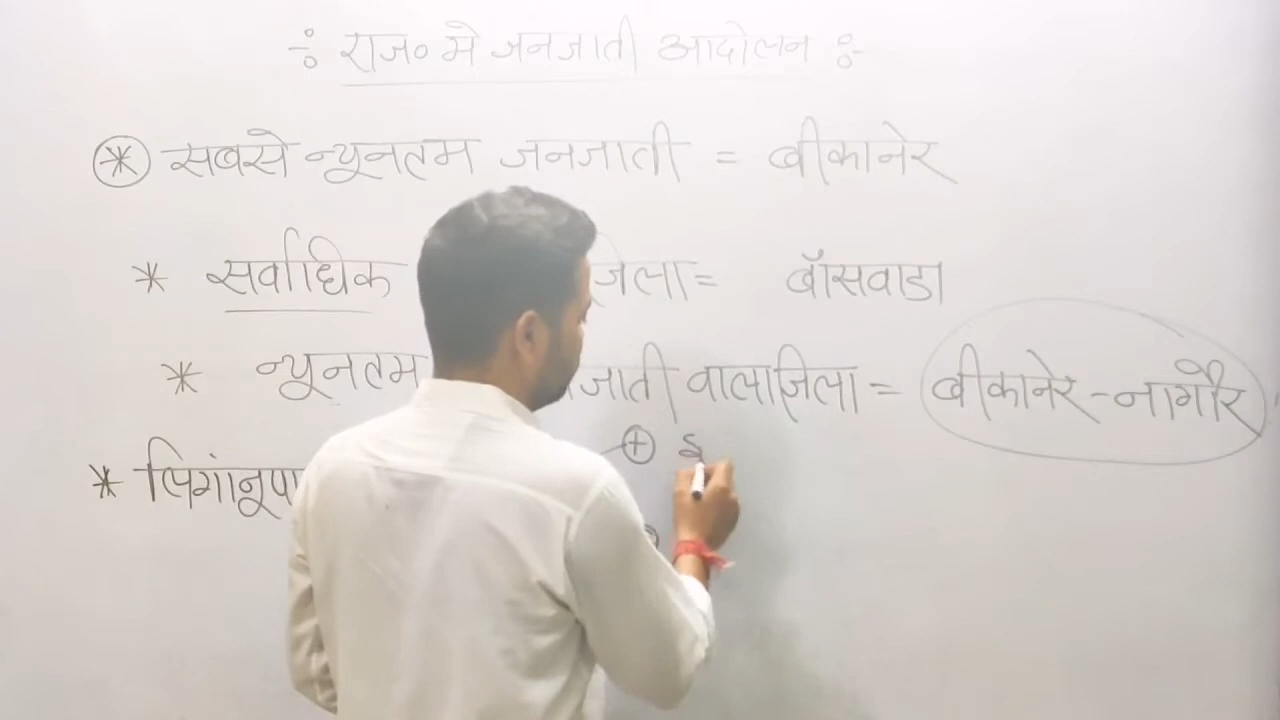 ÷ राज० मे जनजाती आदोलन ÷
* सबसे न्यूनतम जनजाती = बीकानेर
* सर्वाधिक जिला= बॉसवाडा
* न्यूनतम जाती वालाजिला = बीकानेर-नागौर
* लिगांनूपा + s